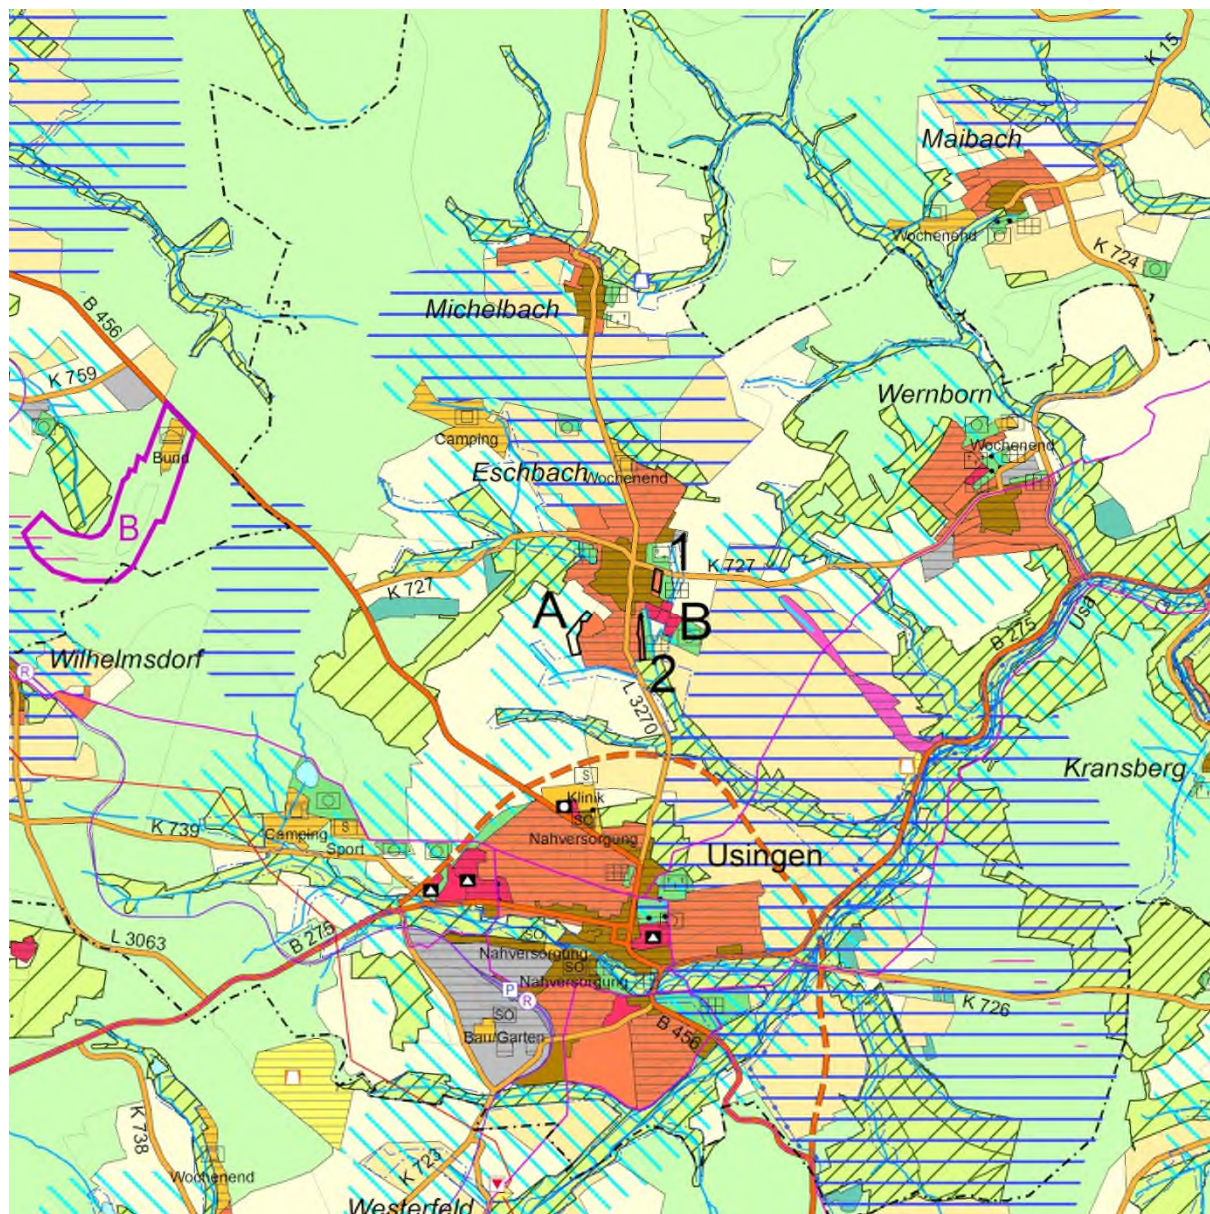 K 15
Maibach
Wochenend
K 724
Michelbach
B 456
K 759
Wernborn
Camping
Wochenend
Bund
Eschbach
Wochenend
B
1
K 727
K 727
A
B
Usa
B 275
Wilhelmsdorf
R
2
L 3270
Kransberg
S
Klinik
SO
K 739
Camping
S
Nahversorgung
Sport
Usingen
L 3063
B 275
SO
Nahversorgung
SO
Nahversorgung
P
R
K 726
SO
Bau/Garten
B 456
K 738
K 723
Wochenend
Westerfeld